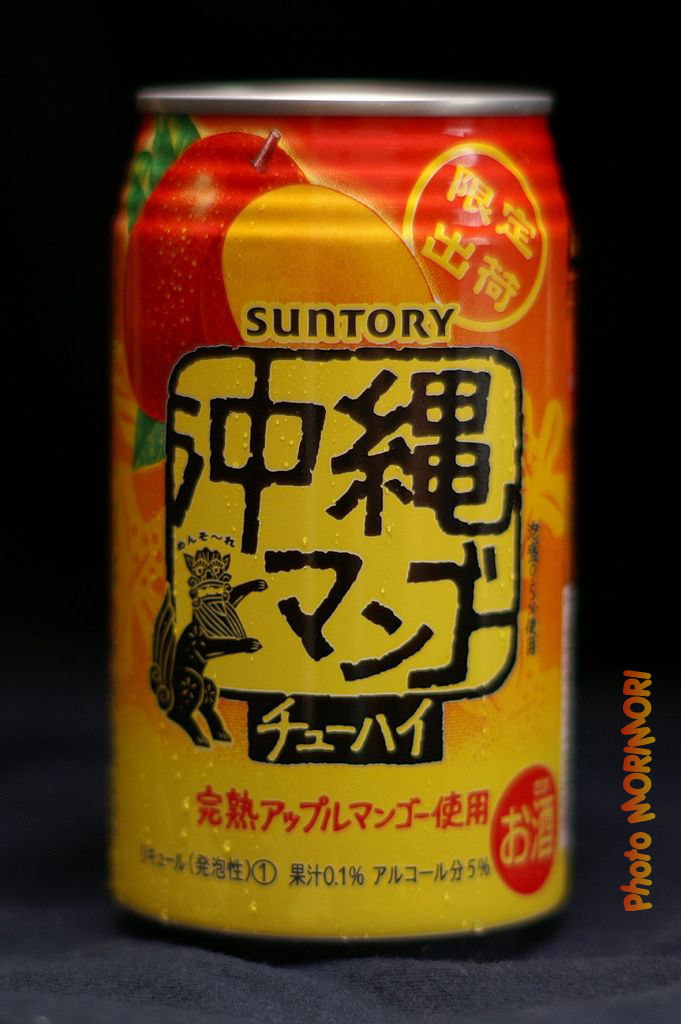 限定
出荷
SUNTORY
沖縄
マンゴー
めんそ〜れ
チューハイ
完熟アップルマンゴー使用
お酒
リキュール(発泡性)① 果汁0.1% アルコール分5%
Photo MORIMORI